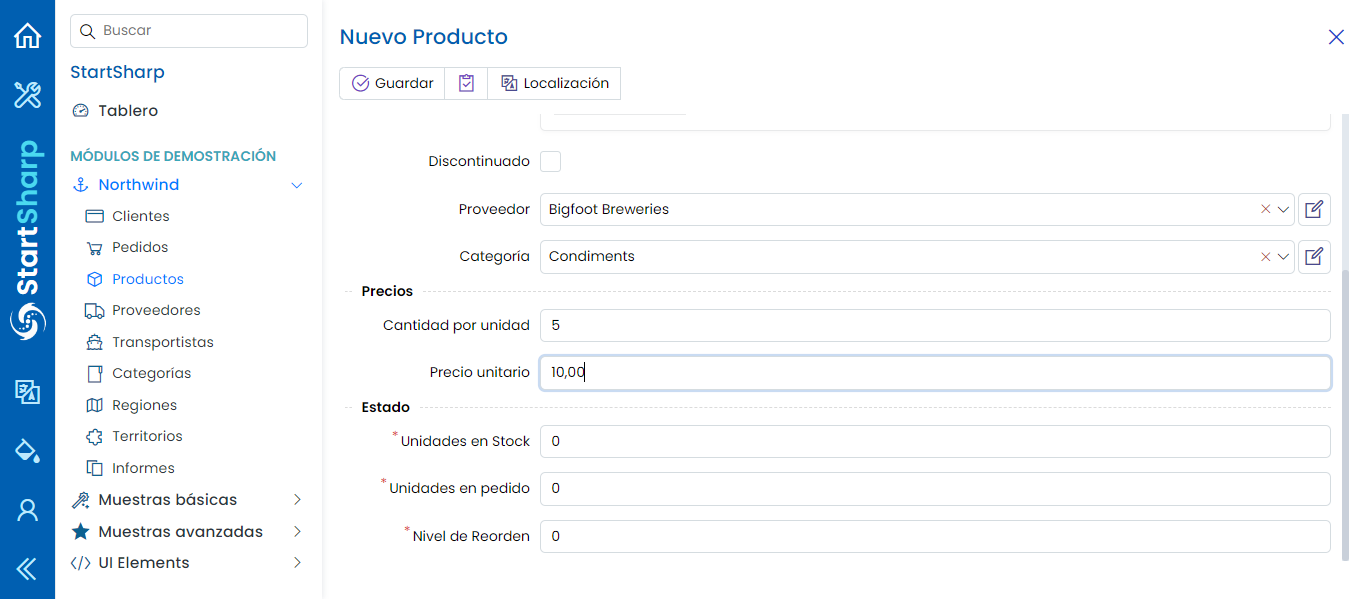 StartSharp
Buscar
StartSharp
Tablero
MÓDULOS DE DEMOSTRACIÓN
Northwind
Clientes
Pedidos
Productos
Proveedores
Transportistas
Categorías
Regiones
Territorios
Informes
Muestras básicas
Muestras avanzadas
UI Elements
Nuevo Producto
Guardar
Localización
Discontinuado
Proveedor Bigfoot Breweries
Categoría Condiments
Precios
Cantidad por unidad 5
Precio unitario 10,00
Estado
*Unidades en Stock 0
*Unidades en pedido 0
*Nivel de Reorden 0